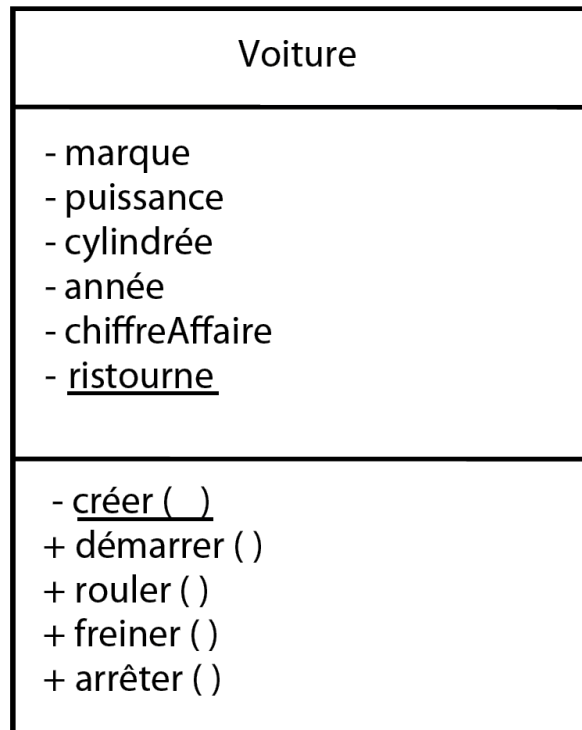 Voiture
- marque
- puissance
- cylindrée
- année
- chiffreAffaire
- ristourne
- créer ( )
+ démarrer ( )
+ rouler ( )
+ freiner ( )
+ arrêter ( )